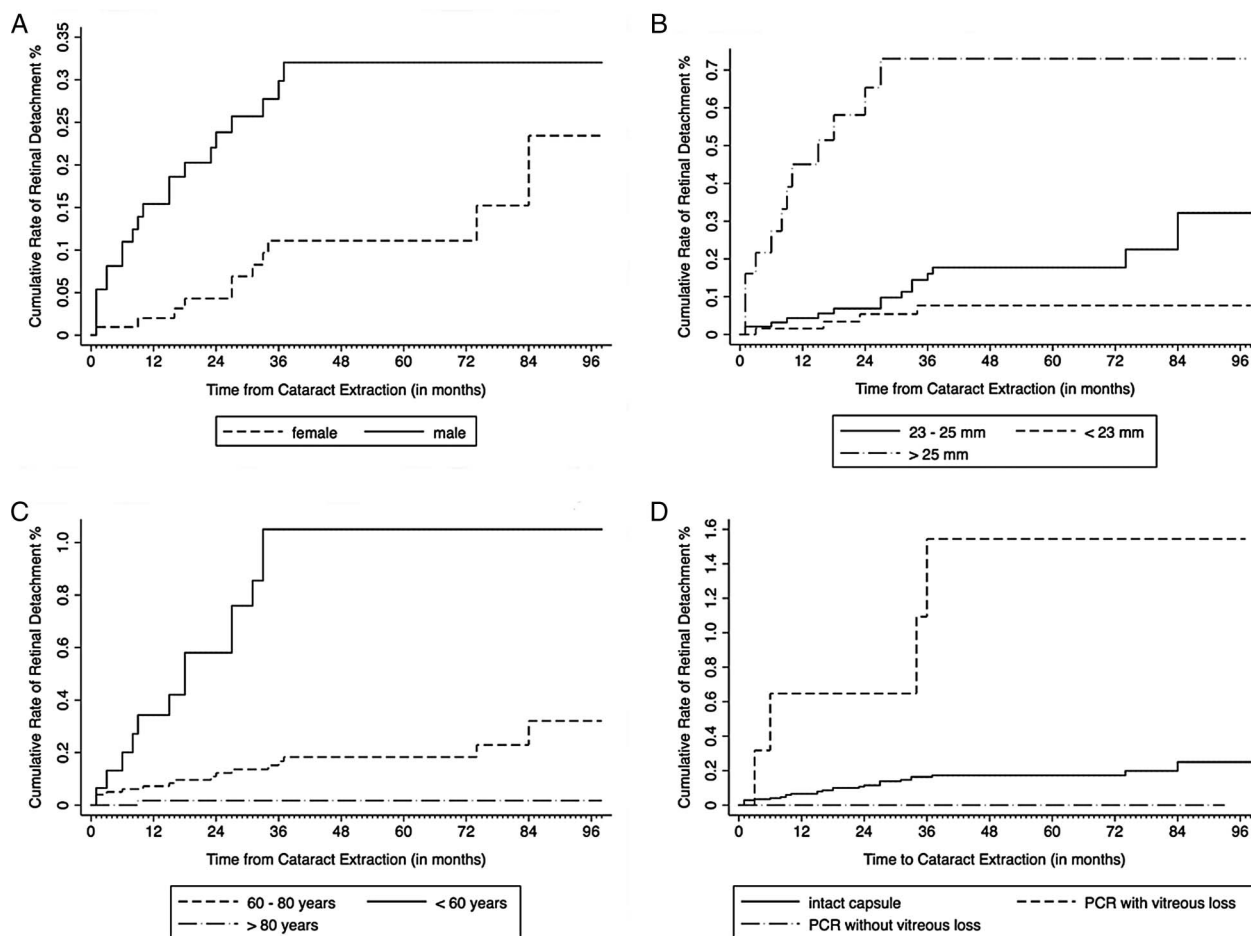 A
Cumulative Rate of Retinal Detachment %
0.35
0.3
0.25
0.2
0.15
0.1
0.05
0
0 12 24 36 48 60 72 84 96
Time from Cataract Extraction (in months)
female male
B
Cumulative Rate of Retinal Detachment %
0.7
0.6
0.5
0.4
0.3
0.2
0.1
0
0 12 24 36 48 60 72 84 96
Time from Cataract Extraction (in months)
23 - 25 mm < 23 mm
> 25 mm
C
Cumulative Rate of Retinal Detachment %
1.0
0.8
0.6
0.4
0.2
0
0 12 24 36 48 60 72 84 96
Time from Cataract Extraction (in months)
60 - 80 years < 60 years
> 80 years
D
Cumulative Rate of Retinal Detachment %
1.6
1.4
1.2
1.0
0.8
0.6
0.4
0.2
0
0 12 24 36 48 60 72 84 96
Time to Cataract Extraction (in months)
intact capsule PCR with vitreous loss
PCR without vitreous loss